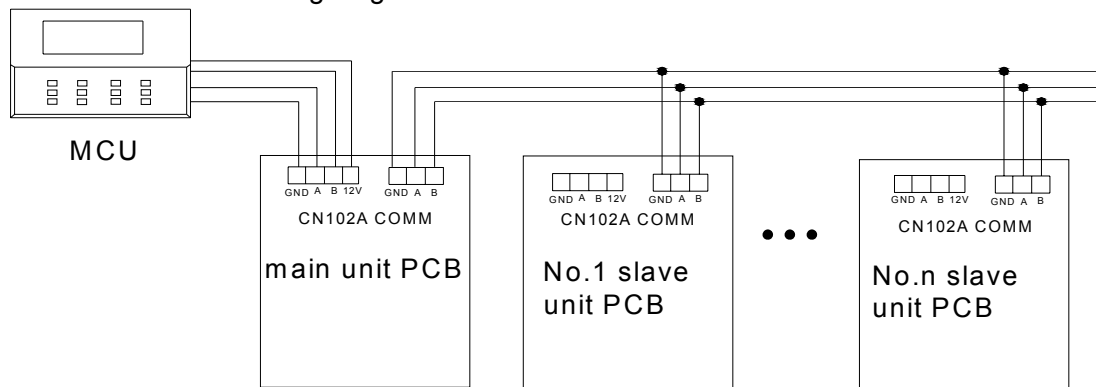 MCU
GND A B 12V
GND A B
CN102A COMM
main unit PCB
GND A B 12V
GND A B
CN102A COMM
No.1 slave
unit PCB
GND A B 12V
GND A B
CN102A COMM
No.n slave
unit PCB